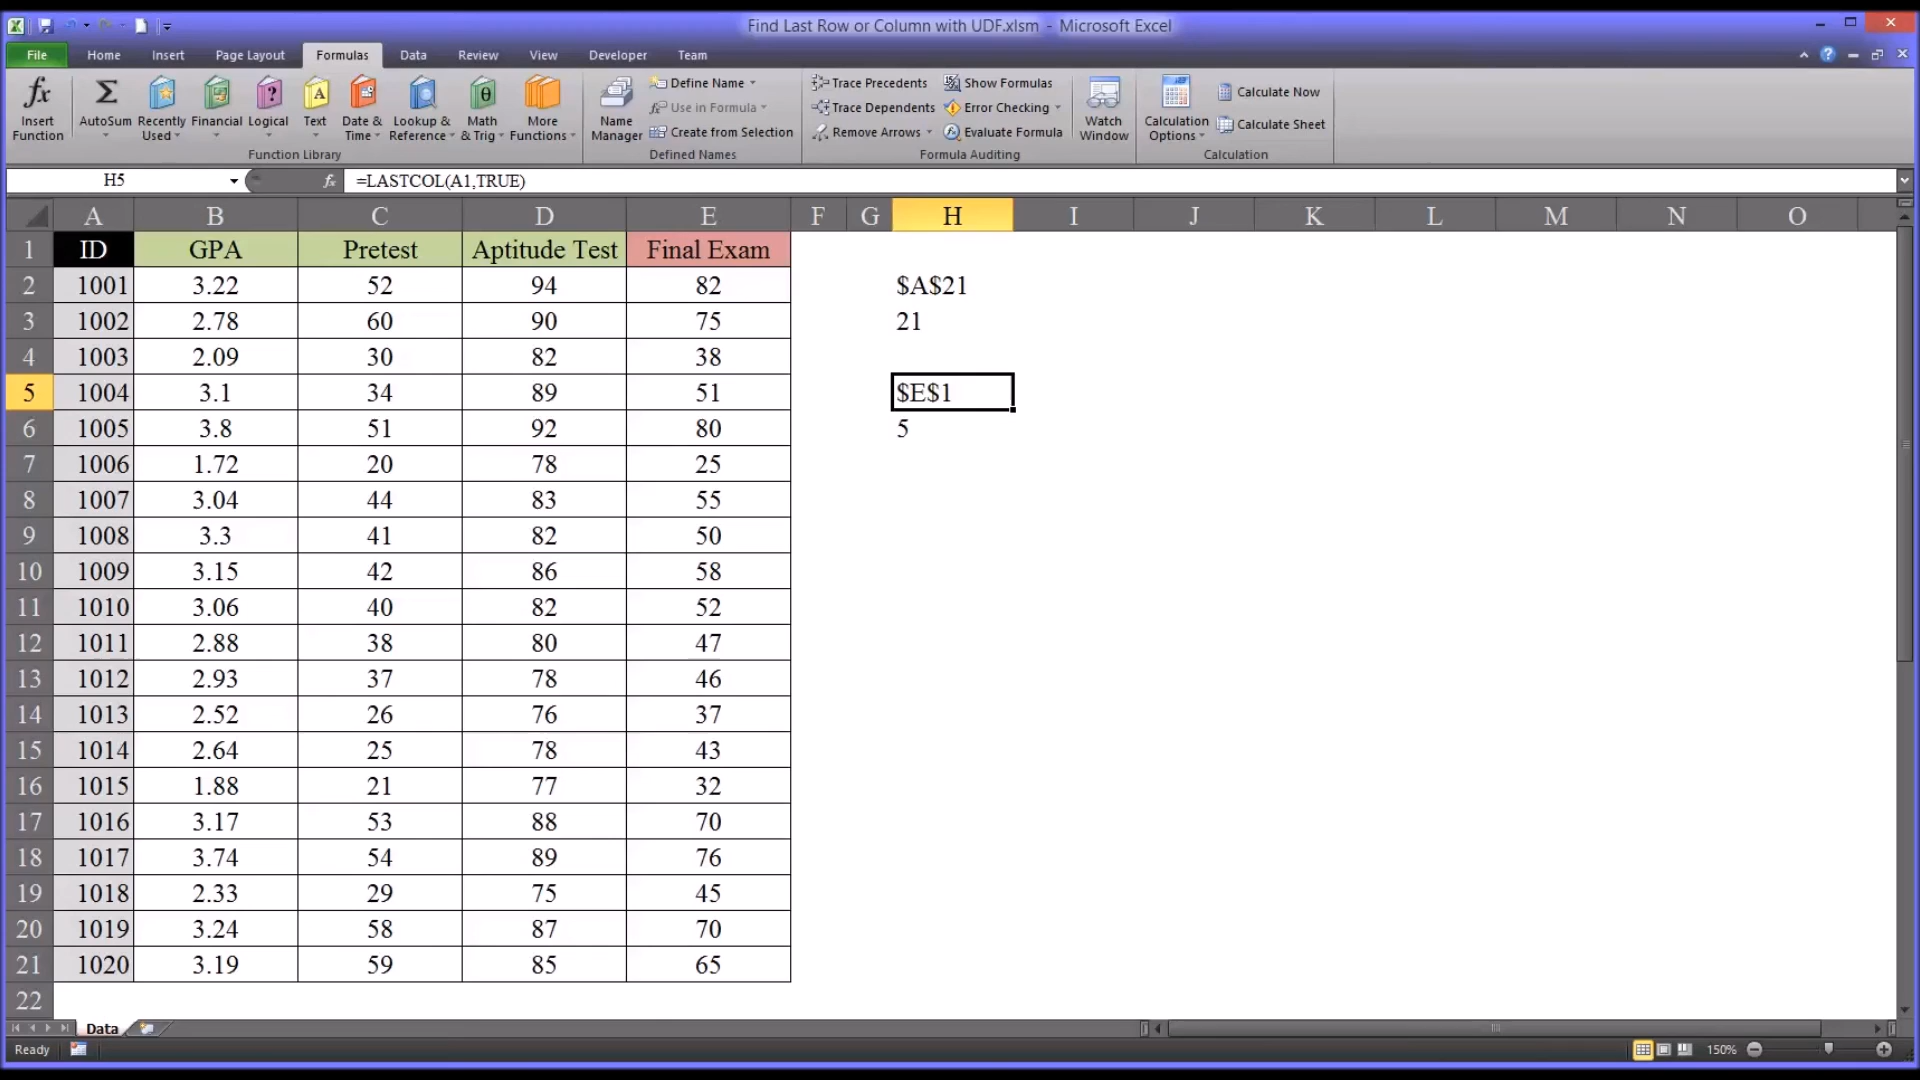 Find Last Row or Column with UDF.xlsm - Microsoft Excel
File Home Insert Page Layout Formulas Data Review View Developer Team
fx Insert Function
Σ AutoSum
Recently Used
Financial
Logical
A Text
Date & Time
Lookup & Reference
θ Math & Trig
More Functions
Function Library
Name Manager
Define Name
Use in Formula
Create from Selection
Defined Names
Trace Precedents
Trace Dependents
Remove Arrows
Show Formulas
Error Checking
Evaluate Formula
Formula Auditing
Watch Window
Calculation Options
Calculate Now
Calculate Sheet
Calculation
H5 fx =LASTCOL(A1,TRUE)
A B C D E F G H I J K L M N O
1 ID GPA Pretest Aptitude Test Final Exam
2 1001 3.22 52 94 82 $A$21
3 1002 2.78 60 90 75 21
4 1003 2.09 30 82 38
5 1004 3.1 34 89 51 $E$1
6 1005 3.8 51 92 80 5
7 1006 1.72 20 78 25
8 1007 3.04 44 83 55
9 1008 3.3 41 82 50
10 1009 3.15 42 86 58
11 1010 3.06 40 82 52
12 1011 2.88 38 80 47
13 1012 2.93 37 78 46
14 1013 2.52 26 76 37
15 1014 2.64 25 78 43
16 1015 1.88 21 77 32
17 1016 3.17 53 88 70
18 1017 3.74 54 89 76
19 1018 2.33 29 75 45
20 1019 3.24 58 87 70
21 1020 3.19 59 85 65
22
Data
Ready 150%